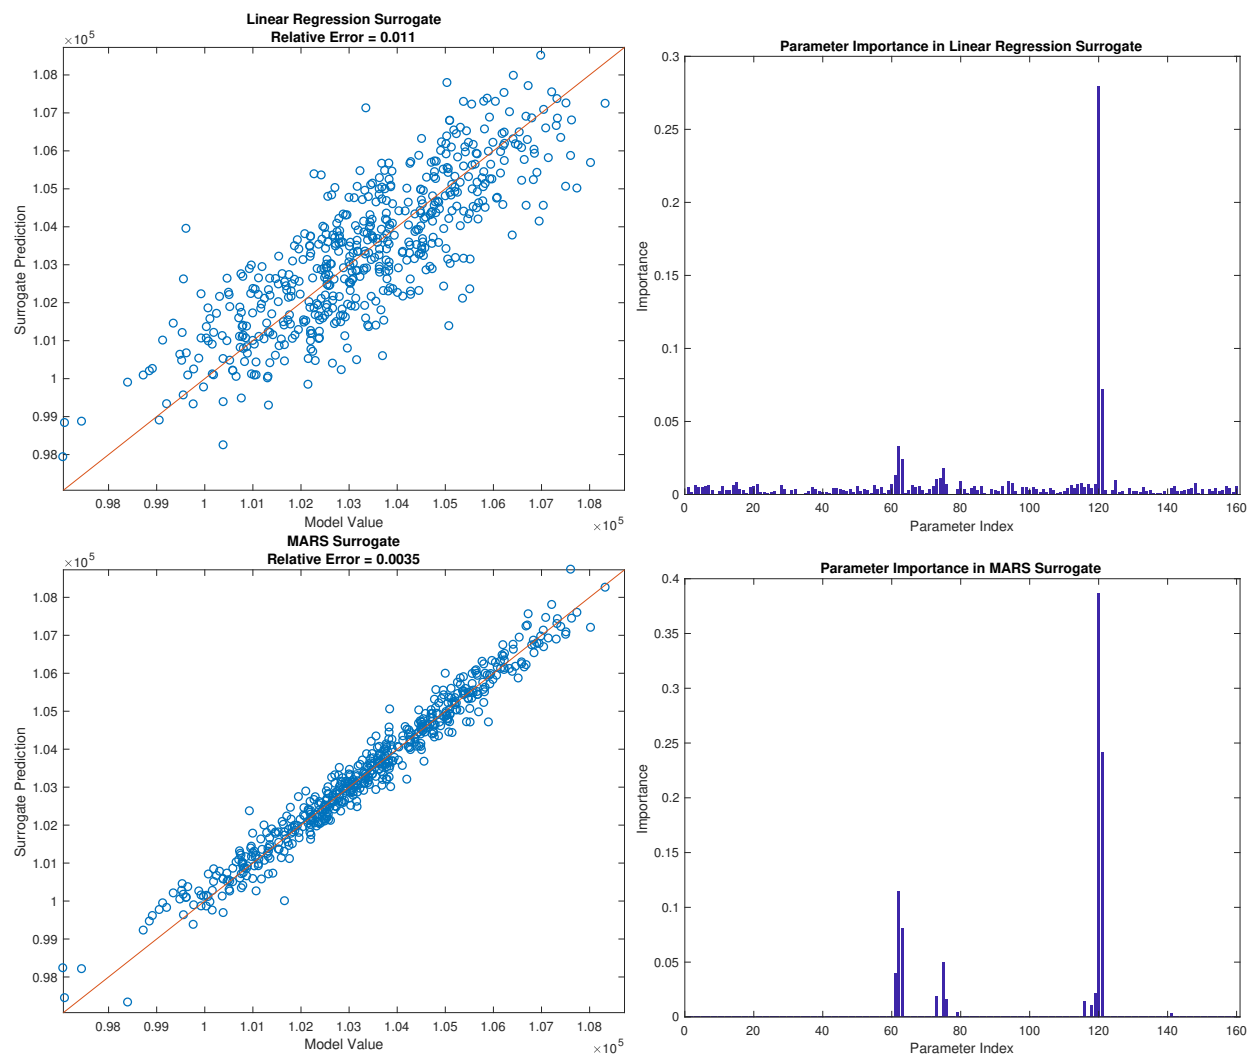 Linear Regression Surrogate
Relative Error = 0.011
×10^5
1.08
1.07
1.06
1.05
1.04
1.03
1.02
1.01
1
0.99
0.98
Surrogate Prediction
0.98 0.99 1 1.01 1.02 1.03 1.04 1.05 1.06 1.07 1.08
Model Value
×10^5
Parameter Importance in Linear Regression Surrogate
0.3
0.25
0.2
0.15
0.1
0.05
0
Importance
0 20 40 60 80 100 120 140 160
Parameter Index
MARS Surrogate
Relative Error = 0.0035
×10^5
1.08
1.07
1.06
1.05
1.04
1.03
1.02
1.01
1
0.99
0.98
Surrogate Prediction
0.98 0.99 1 1.01 1.02 1.03 1.04 1.05 1.06 1.07 1.08
Model Value
×10^5
Parameter Importance in MARS Surrogate
0.4
0.35
0.3
0.25
0.2
0.15
0.1
0.05
0
Importance
0 20 40 60 80 100 120 140 160
Parameter Index